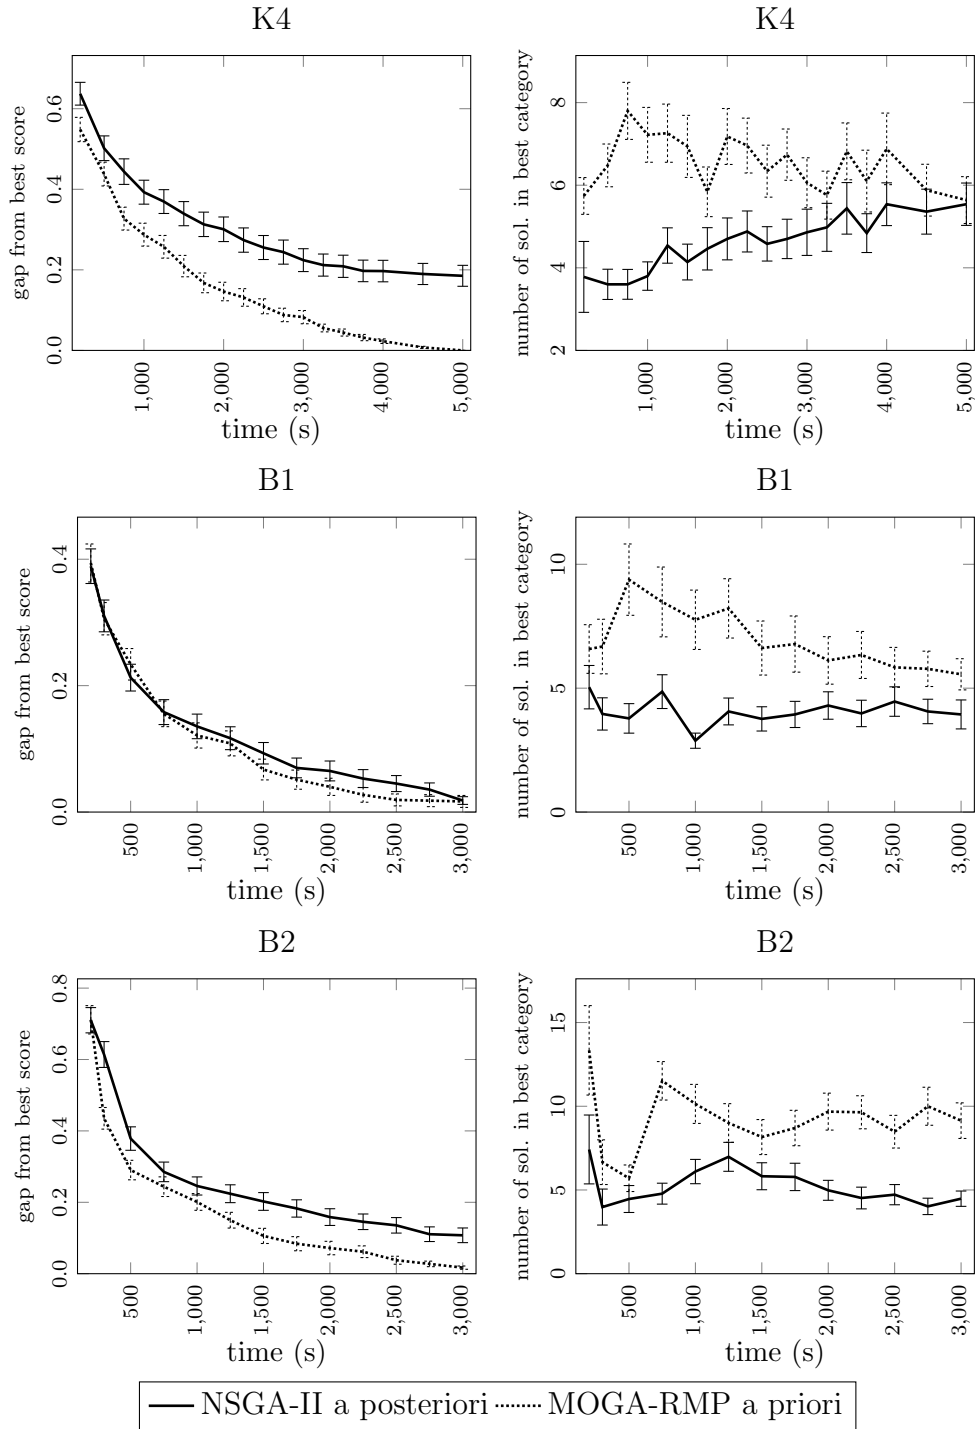 K4
K4
gap from best score
0.0
0.2
0.4
0.6
1,000
2,000
3,000
4,000
5,000
time (s)
number of sol. in best category
2
4
6
8
1,000
2,000
3,000
4,000
5,000
time (s)
B1
B1
gap from best score
0.0
0.2
0.4
500
1,000
1,500
2,000
2,500
3,000
time (s)
number of sol. in best category
0
5
10
500
1,000
1,500
2,000
2,500
3,000
time (s)
B2
B2
gap from best score
0.0
0.2
0.4
0.6
0.8
500
1,000
1,500
2,000
2,500
3,000
time (s)
number of sol. in best category
0
5
10
15
500
1,000
1,500
2,000
2,500
3,000
time (s)
NSGA-II a posteriori
MOGA-RMP a priori